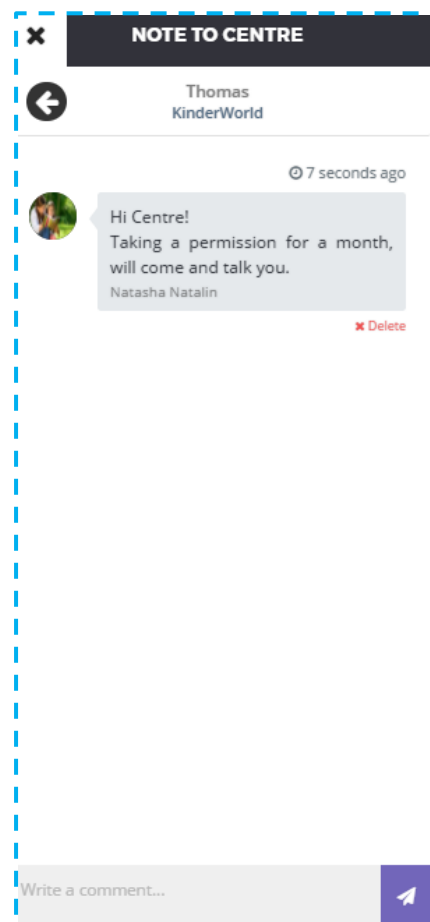 NOTE TO CENTRE
Thomas
KinderWorld
7 seconds ago
Hi Centre!
Taking a permission for a month,
will come and talk you.
Natasha Natalin
Delete
Write a comment...